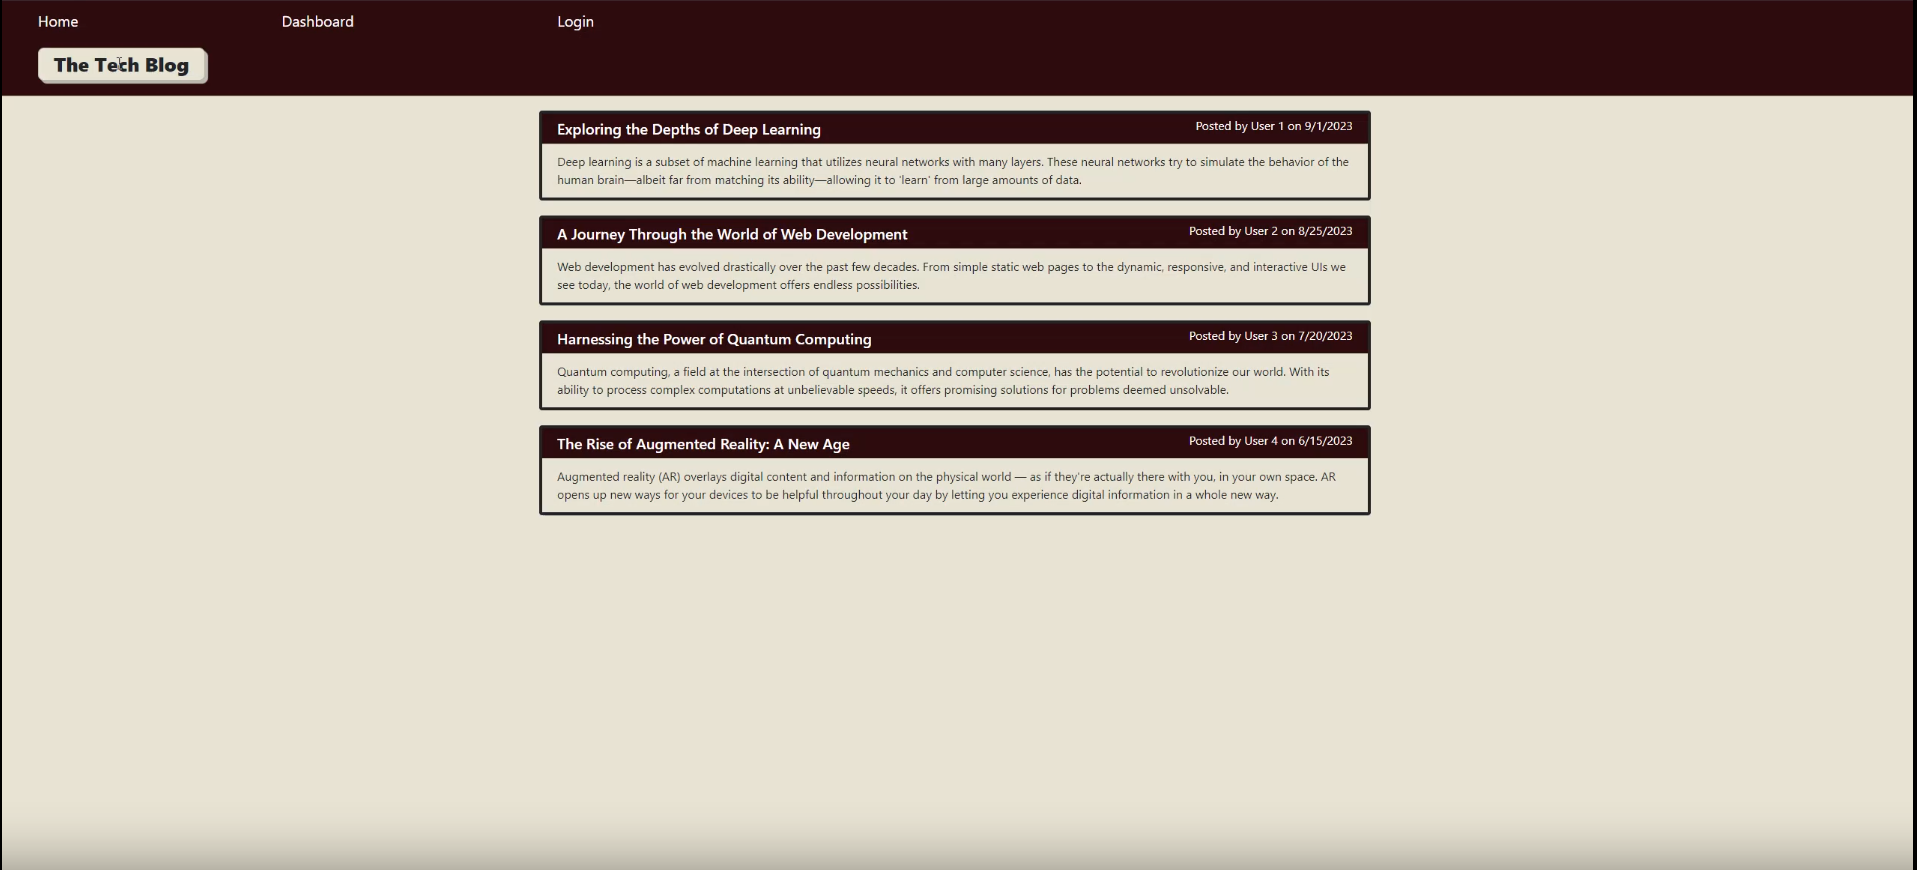 Home
Dashboard
Login
The Tech Blog
Exploring the Depths of Deep Learning
Posted by User 1 on 9/1/2023
Deep learning is a subset of machine learning that utilizes neural networks with many layers. These neural networks try to simulate the behavior of the
human brain—albeit far from matching its ability—allowing it to 'learn' from large amounts of data.
A Journey Through the World of Web Development
Posted by User 2 on 8/25/2023
Web development has evolved drastically over the past few decades. From simple static web pages to the dynamic, responsive, and interactive UIs we
see today, the world of web development offers endless possibilities.
Harnessing the Power of Quantum Computing
Posted by User 3 on 7/20/2023
Quantum computing, a field at the intersection of quantum mechanics and computer science, has the potential to revolutionize our world. With its
ability to process complex computations at unbelievable speeds, it offers promising solutions for problems deemed unsolvable.
The Rise of Augmented Reality: A New Age
Posted by User 4 on 6/15/2023
Augmented reality (AR) overlays digital content and information on the physical world — as if they're actually there with you, in your own space. AR
opens up new ways for your devices to be helpful throughout your day by letting you experience digital information in a whole new way.